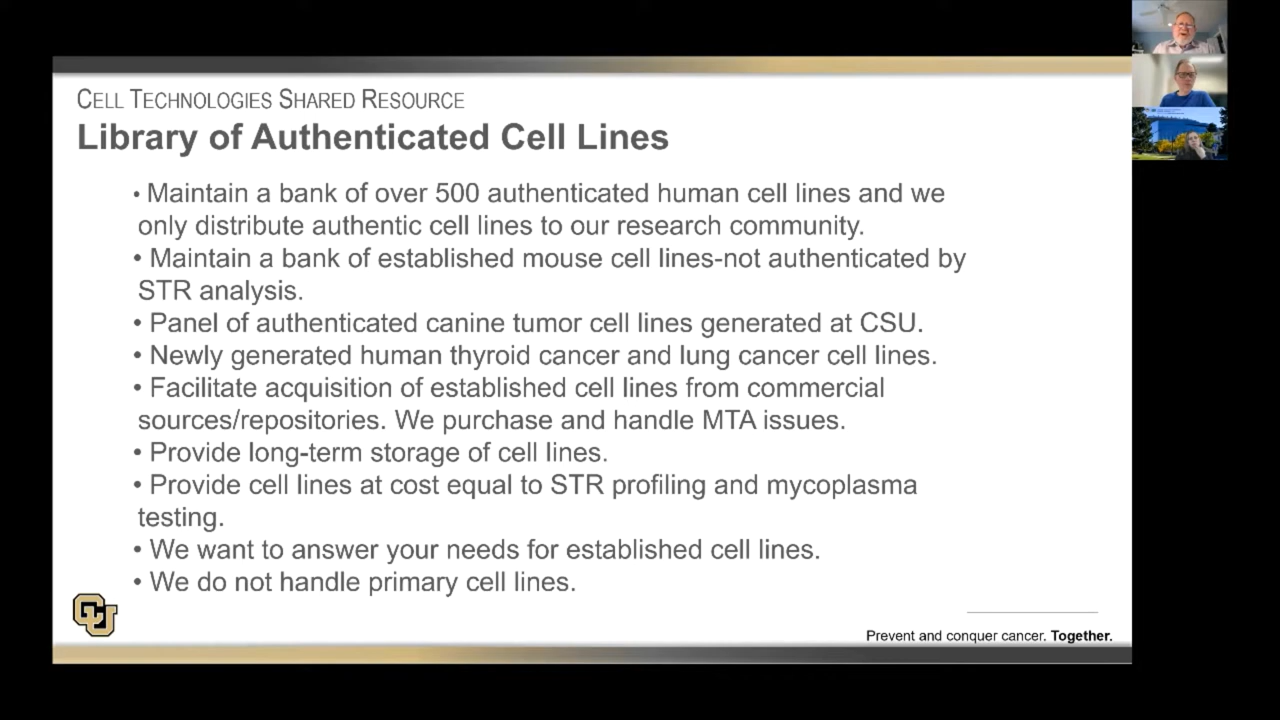 CELL TECHNOLOGIES SHARED RESOURCE
Library of Authenticated Cell Lines
• Maintain a bank of over 500 authenticated human cell lines and we
only distribute authentic cell lines to our research community.
• Maintain a bank of established mouse cell lines-not authenticated by
STR analysis.
• Panel of authenticated canine tumor cell lines generated at CSU.
• Newly generated human thyroid cancer and lung cancer cell lines.
• Facilitate acquisition of established cell lines from commercial
sources/repositories. We purchase and handle MTA issues.
• Provide long-term storage of cell lines.
• Provide cell lines at cost equal to STR profiling and mycoplasma
testing.
• We want to answer your needs for established cell lines.
• We do not handle primary cell lines.
CU
Prevent and conquer cancer. Together.